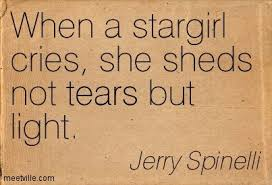 When a stargirl
cries, she sheds
not tears but
light.
Jerry Spinelli
meetville.com